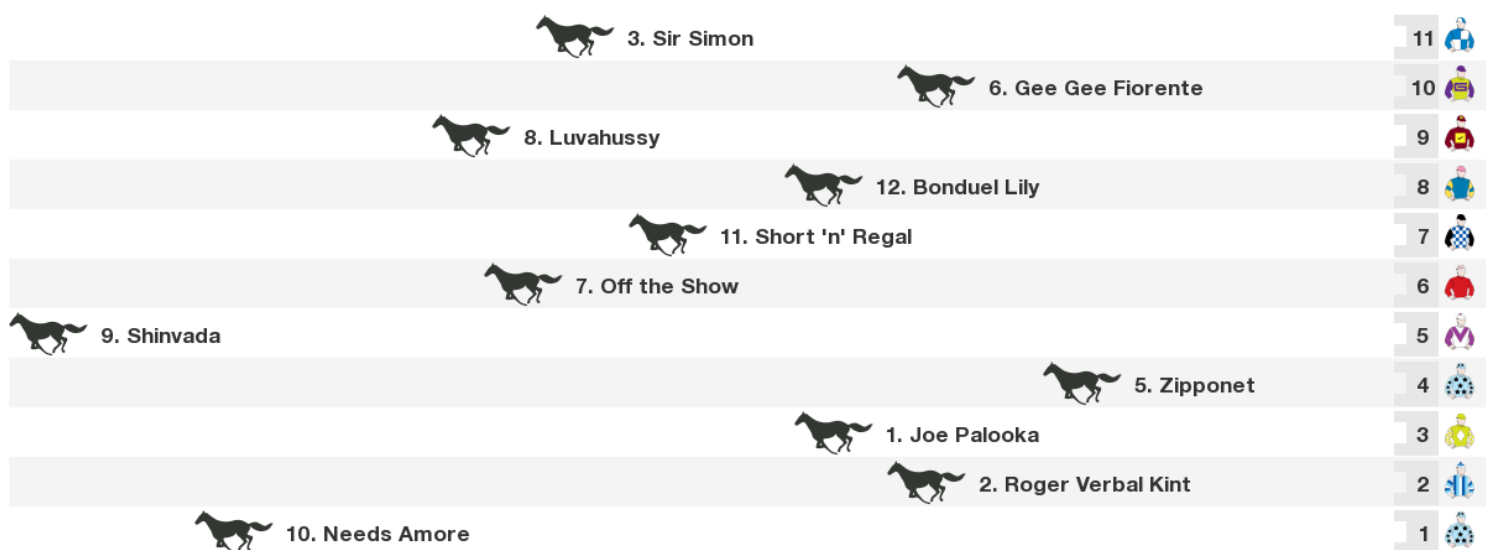 3. Sir Simon 11
6. Gee Gee Fiorente 10
8. Luvahussy 9
12. Bonduel Lily 8
11. Short 'n' Regal 7
7. Off the Show 6
9. Shinvada 5
5. Zipponet 4
1. Joe Palooka 3
2. Roger Verbal Kint 2
10. Needs Amore 1